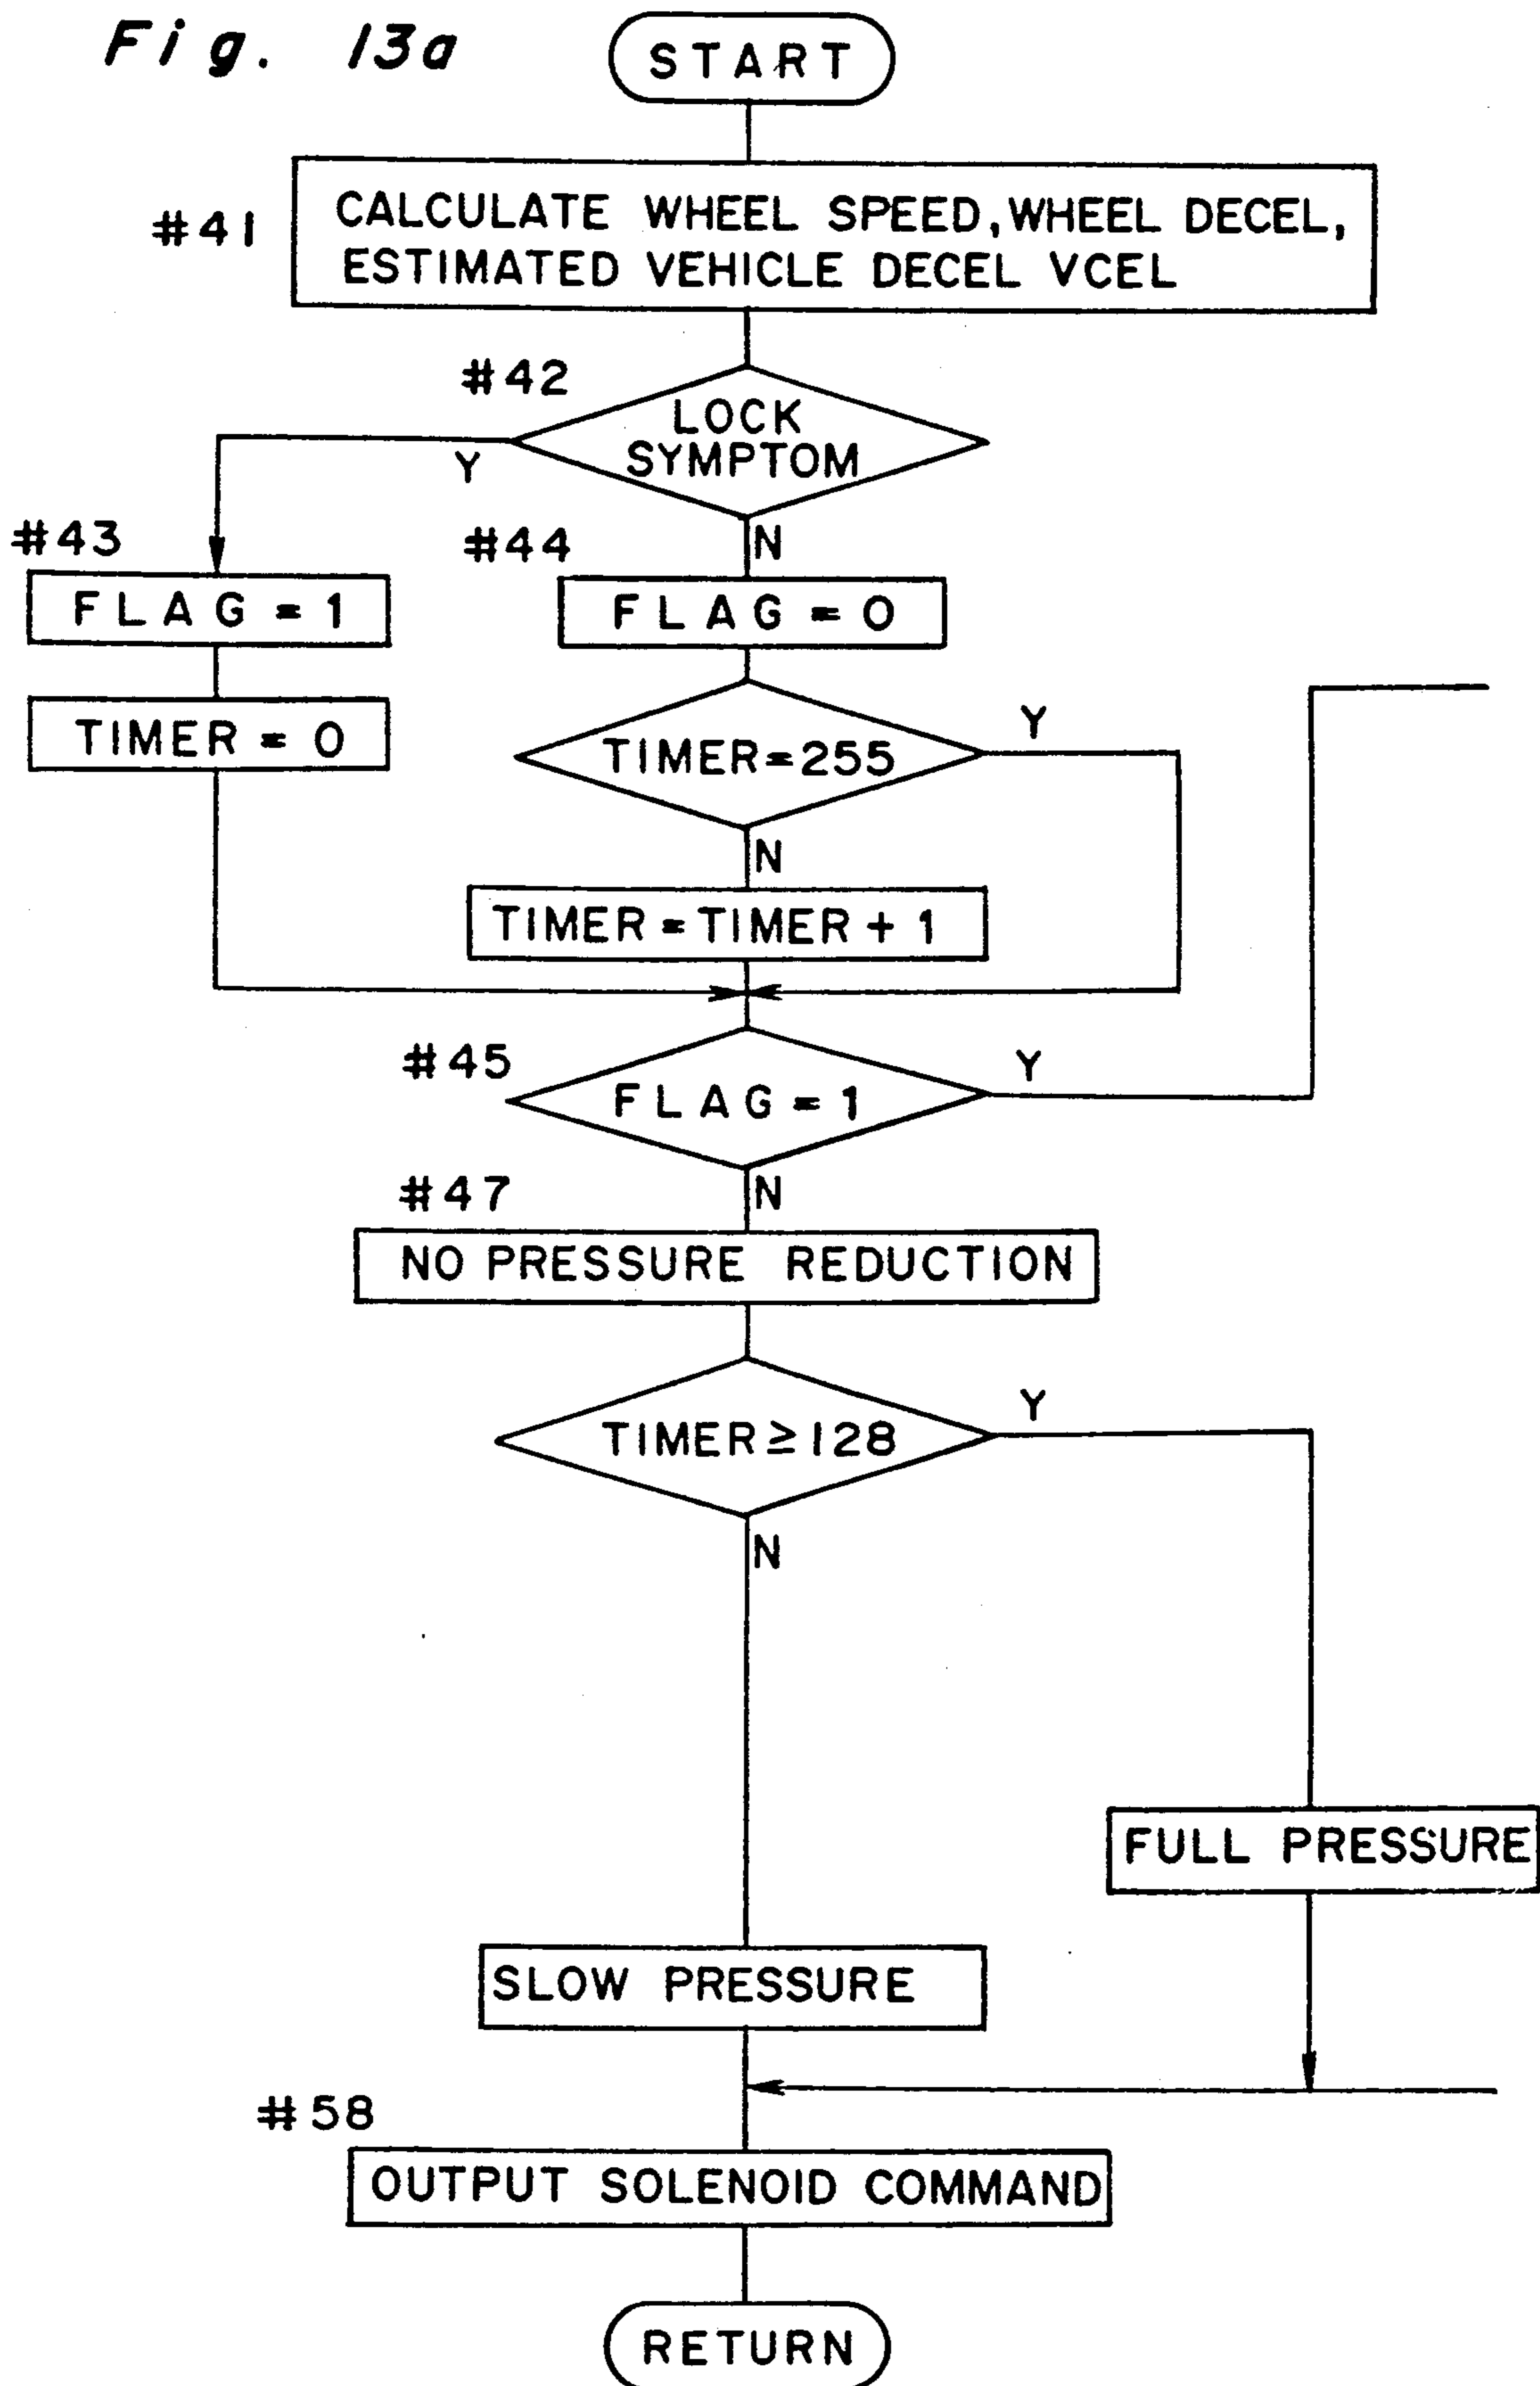 Fig. 13a
START
#41
CALCULATE WHEEL SPEED, WHEEL DECEL,
ESTIMATED VEHICLE DECEL VCEL
#42
LOCK
SYMPTOM
Y
N
#43
FLAG = 1
TIMER = 0
#44
FLAG = 0
TIMER = 255
Y
N
TIMER = TIMER + 1
#45
FLAG = 1
Y
N
#47
NO PRESSURE REDUCTION
TIMER ≥ 128
Y
N
FULL PRESSURE
SLOW PRESSURE
#58
OUTPUT SOLENOID COMMAND
RETURN